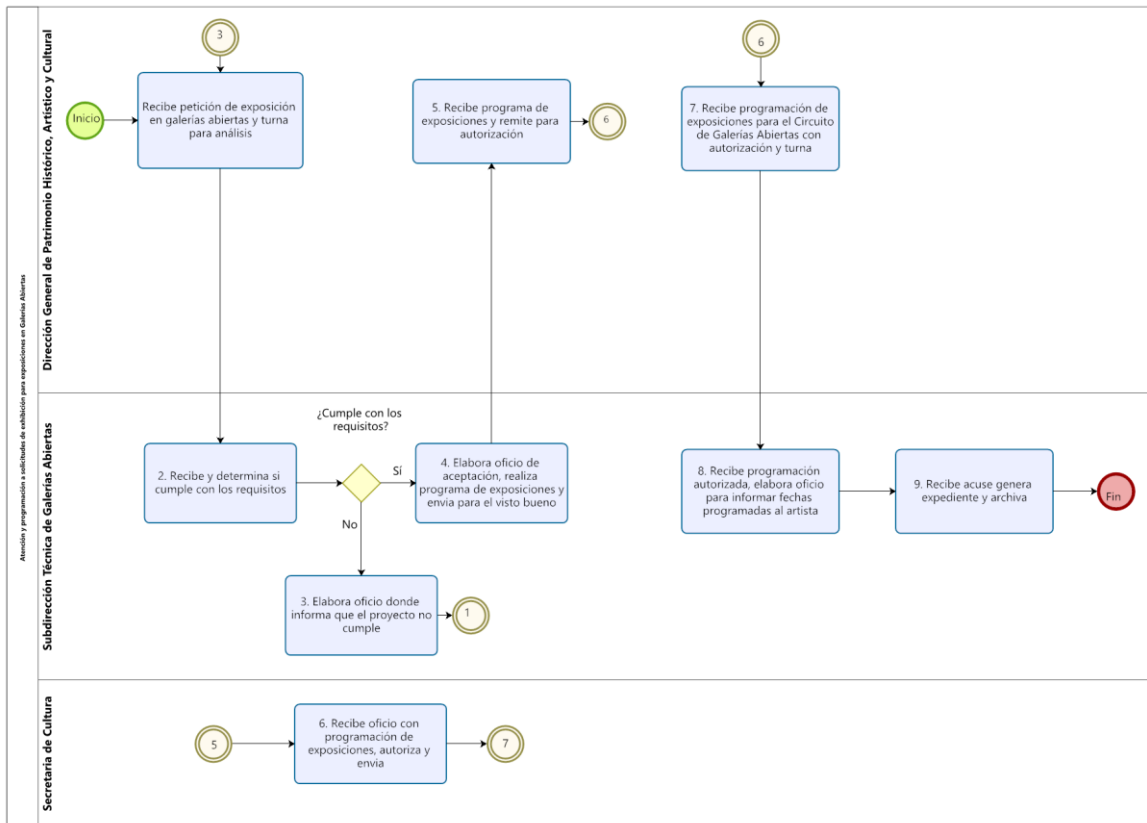 Atención y programación a solicitudes de exhibición para exposiciones en Galerías Abiertas
Dirección General de Patrimonio Histórico, Artístico y Cultural
3
Inicio
Recibe petición de exposición
en galerías abiertas y turna
para análisis
5. Recibe programa de
exposiciones y remite para
autorización
6
6
7. Recibe programación de
exposiciones para el Circuito
de Galerías Abiertas con
autorización y turna
Subdirección Técnica de Galerías Abiertas
2. Recibe y determina si
cumple con los requisitos
¿Cumple con los
requisitos?
Sí
No
4. Elabora oficio de
aceptación, realiza
programa de exposiciones y
envía para el visto bueno
3. Elabora oficio donde
informa que el proyecto no
cumple
1
8. Recibe programación
autorizada, elabora oficio
para informar fechas
programadas al artista
9. Recibe acuse genera
expediente y archiva
Fin
Secretaria de Cultura
5
6. Recibe oficio con
programación de
exposiciones, autoriza y
envía
7